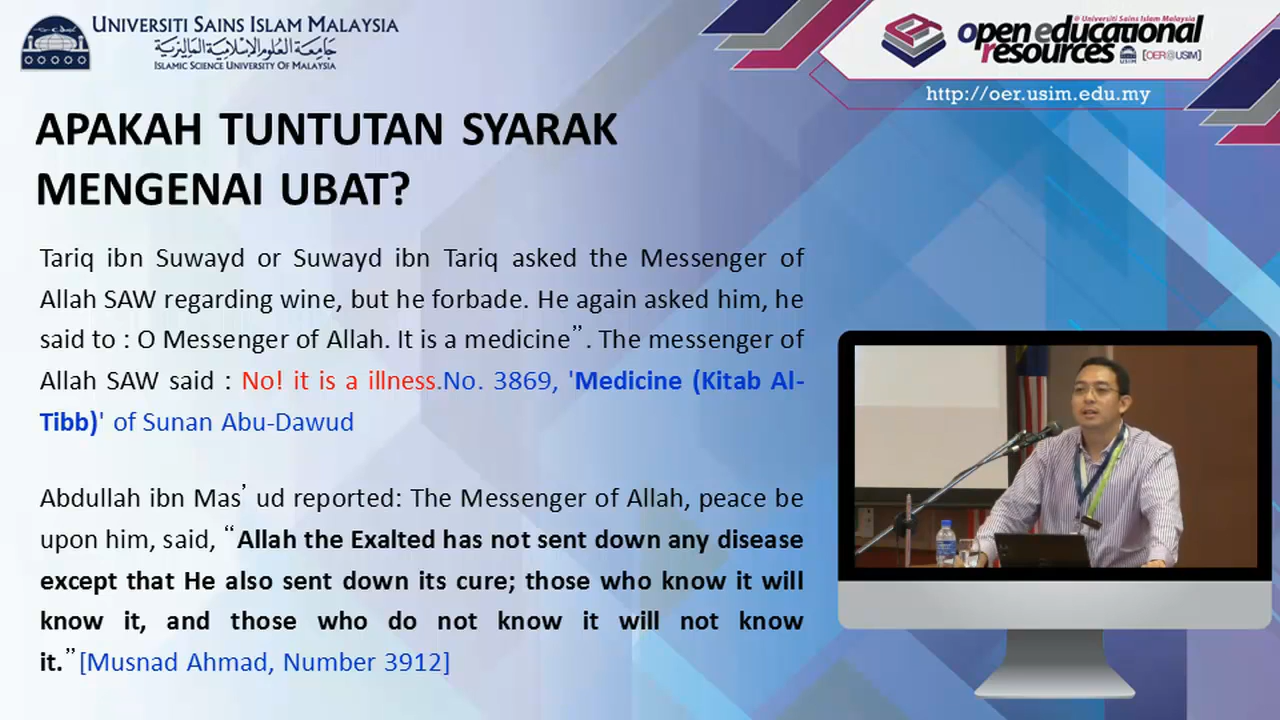 UNIVERSITI SAINS ISLAM MALAYSIA
جامعة العلوم الإسلامية الماليزية
ISLAMIC SCIENCE UNIVERSITY OF MALAYSIA
@ Universiti Sains Islam Malaysia
open educational
resources
USIM [OER@USIM]
http://oer.usim.edu.my
APAKAH TUNTUTAN SYARAK
MENGENAI UBAT?
Tariq ibn Suwayd or Suwayd ibn Tariq asked the Messenger of
Allah SAW regarding wine, but he forbade. He again asked him, he
said to : O Messenger of Allah. It is a medicine”. The messenger of
Allah SAW said : No! it is a illness.No. 3869, 'Medicine (Kitab Al-
Tibb)' of Sunan Abu-Dawud
Abdullah ibn Mas’ ud reported: The Messenger of Allah, peace be
upon him, said, “Allah the Exalted has not sent down any disease
except that He also sent down its cure; those who know it will
know it, and those who do not know it will not know
it.”[Musnad Ahmad, Number 3912]